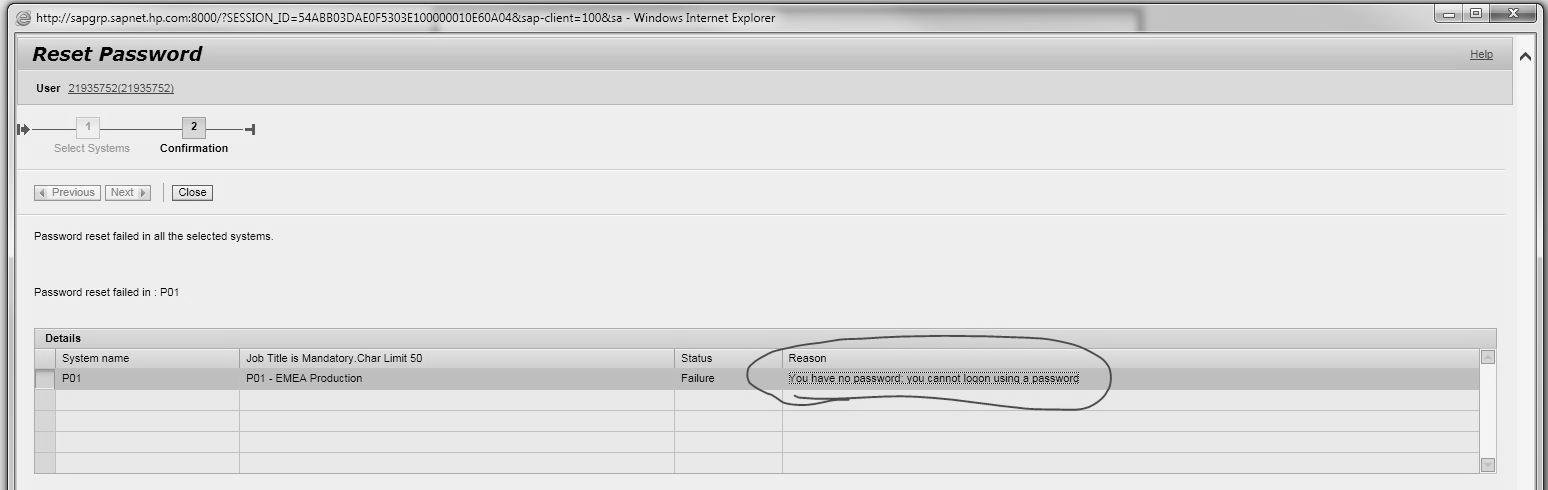 http://sapgrp.sapnet.hp.com:8000/?SESSION_ID=54ABB03DAE0F5303E100000010E60A04&sap-client=100&sa - Windows Internet Explorer
Reset Password
Help
User 21935752(21935752)
1 2
Select Systems Confirmation
Previous Next Close
Password reset failed in all the selected systems.
Password reset failed in : P01
Details
System name Job Title is Mandatory.Char Limit 50 Status Reason
P01 P01 - EMEA Production Failure You have no password; you cannot logon using a password